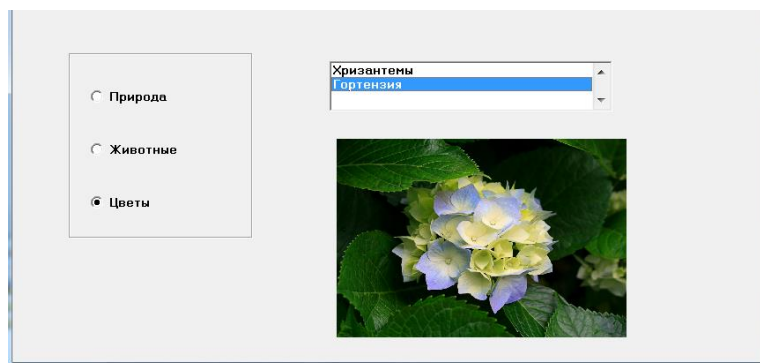 Природа
Животные
Цветы
Хризантемы
Гортензия